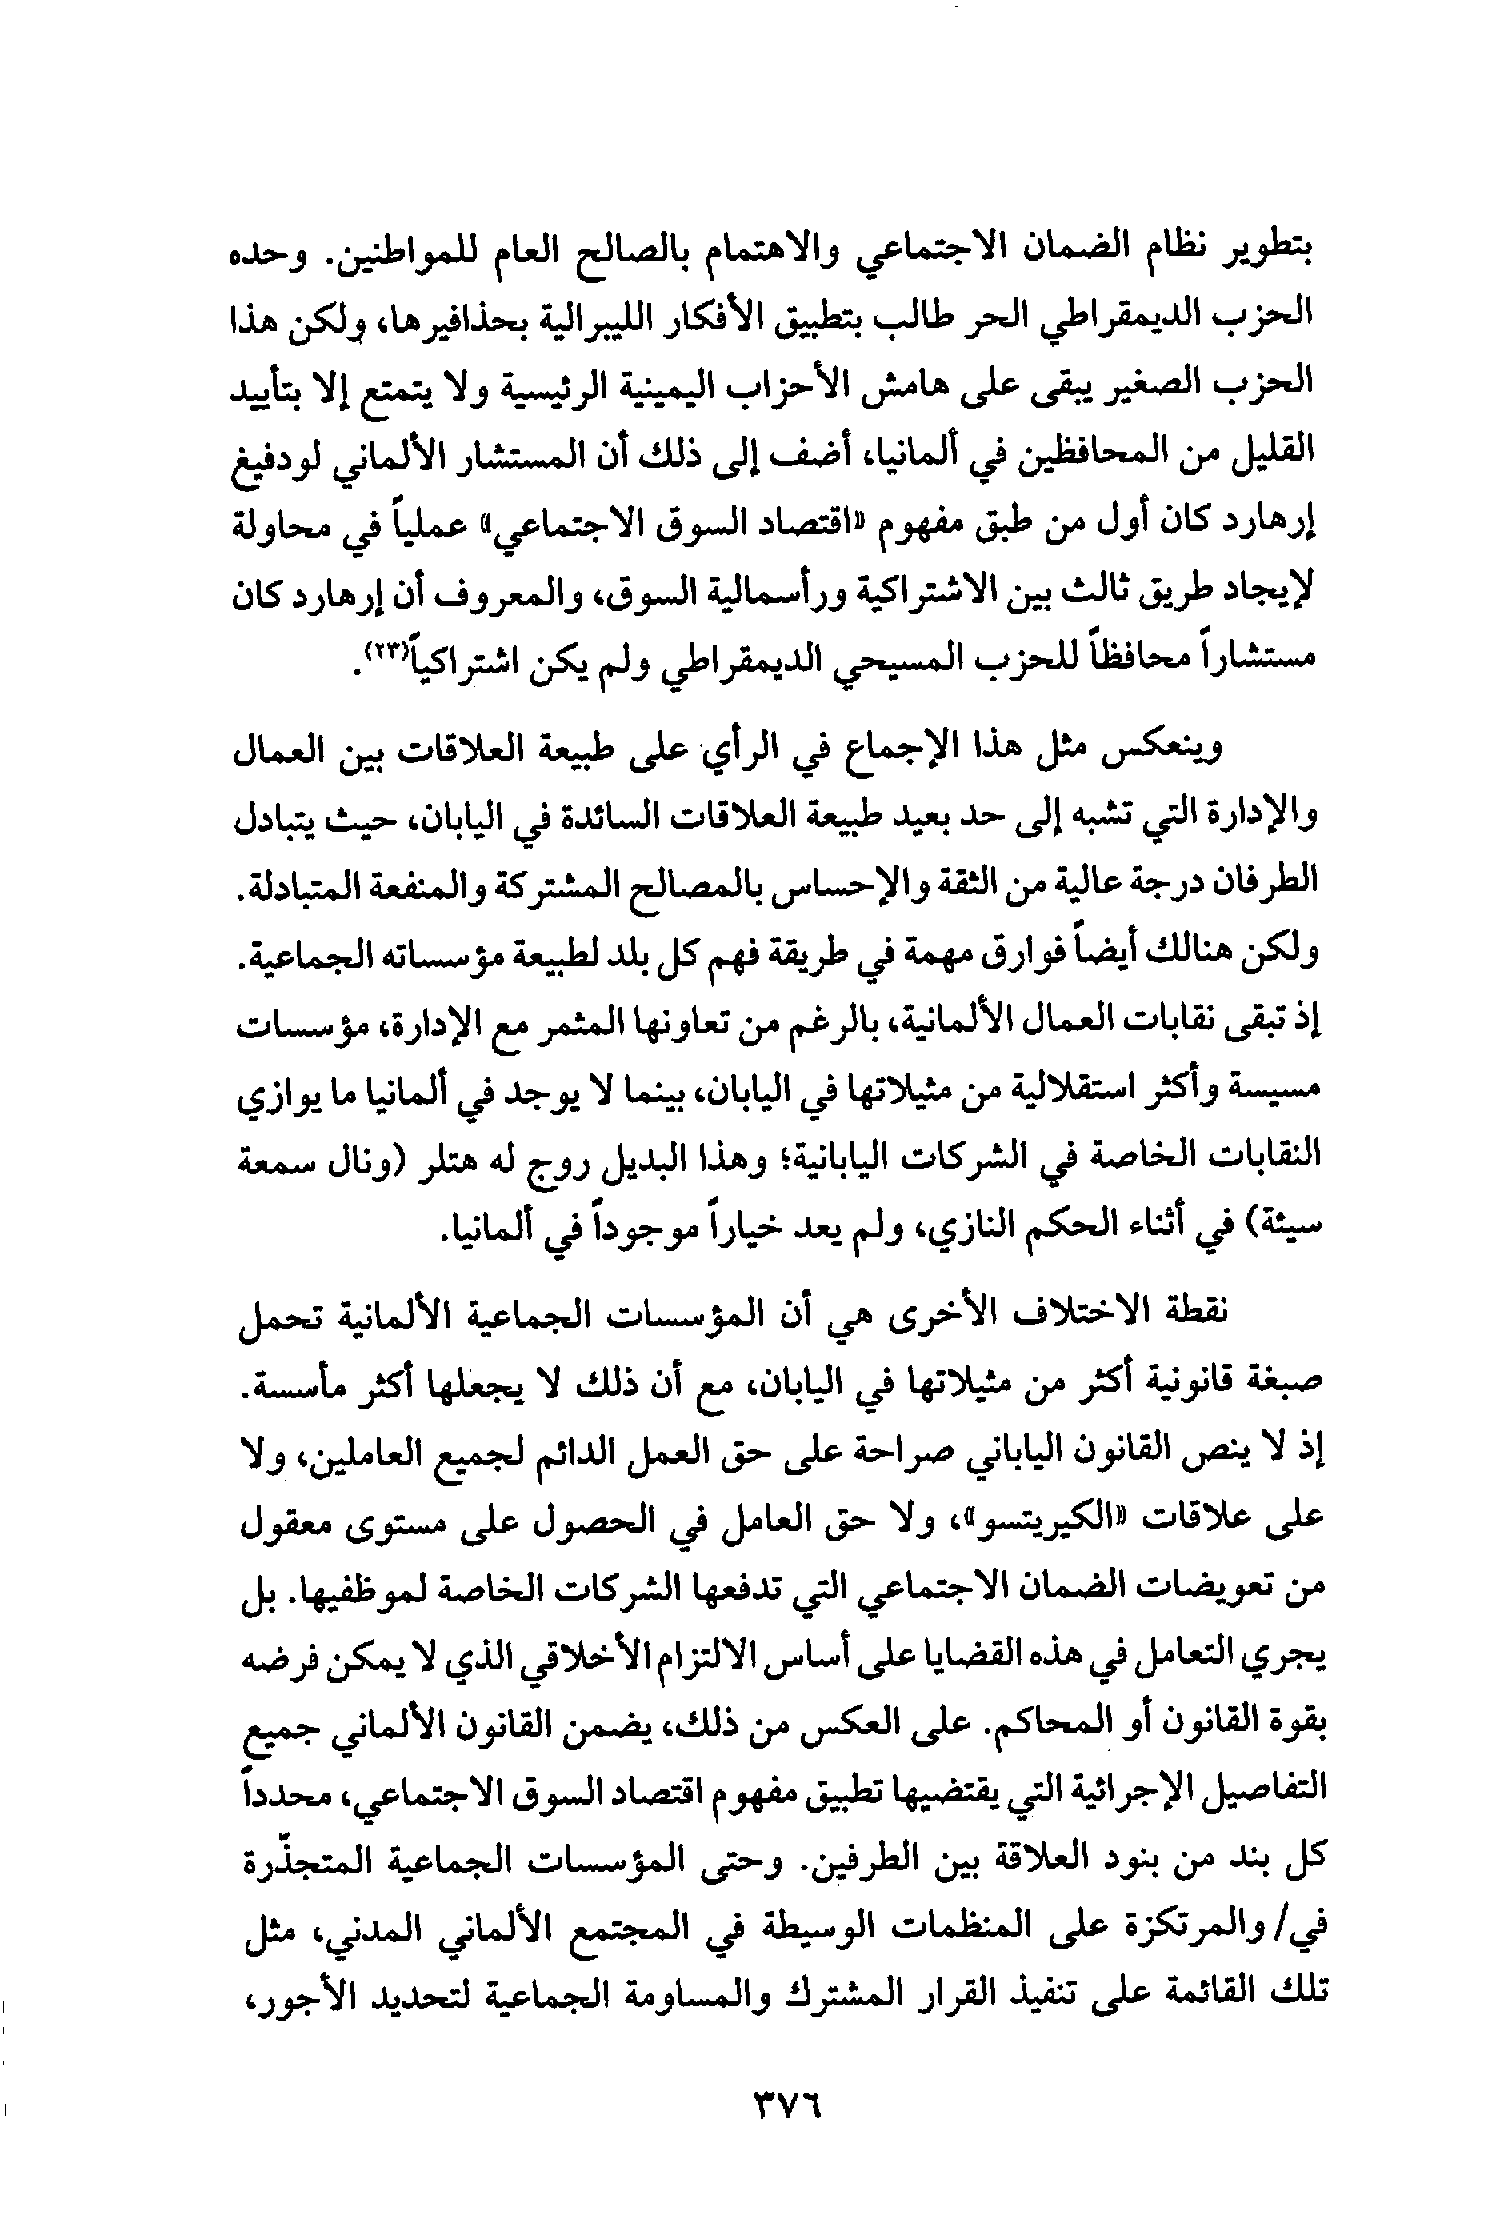 بتطوير نظام الضمان الاجتماعي والاهتمام بالصالح العام للمواطنين. وحده
الحزب الديمقراطي الحر طالب بتطبيق الأفكار الليبرالية بحذافيرها، ولكن هذا
الحزب الصغير يبقى على هامش الأحزاب اليمينية الرئيسية ولا يتمتع إلا بتأييد
القليل من المحافظين في ألمانيا، أضف إلى ذلك أن المستشار الألماني لودفيغ
إرهارد كان أول من طبق مفهوم «اقتصاد السوق الاجتماعي» عملياً في محاولة
لإيجاد طريق ثالث بين الاشتراكية ورأسمالية السوق، والمعروف أن إرهارد كان
مستشاراً محافظاً للحزب المسيحي الديمقراطي ولم يكن اشتراكياً(٢٣).
وينعكس مثل هذا الإجماع في الرأي على طبيعة العلاقات بين العمال
والإدارة التي تشبه إلى حد بعيد طبيعة العلاقات السائدة في اليابان، حيث يتبادل
الطرفان درجة عالية من الثقة والإحساس بالمصالح المشتركة والمنفعة المتبادلة.
ولكن هنالك أيضاً فوارق مهمة في طريقة فهم كل بلد لطبيعة مؤسساته الجماعية.
إذ تبقى نقابات العمال الألمانية، بالرغم من تعاونها المثمر مع الإدارة، مؤسسات
مسيسة وأكثر استقلالية من مثيلاتها في اليابان، بينما لا يوجد في ألمانيا ما يوازي
النقابات الخاصة في الشركات اليابانية؛ وهذا البديل روج له هتلر (ونال سمعة
سيئة) في أثناء الحكم النازي، ولم يعد خياراً موجوداً في ألمانيا.
نقطة الاختلاف الأخرى هي أن المؤسسات الجماعية الألمانية تحمل
صبغة قانونية أكثر من مثيلاتها في اليابان، مع أن ذلك لا يجعلها أكثر مأسسة.
إذ لا ينص القانون الياباني صراحة على حق العمل الدائم لجميع العاملين، ولا
على علاقات «الكيريتسو»، ولا حق العامل في الحصول على مستوى معقول
من تعويضات الضمان الاجتماعي التي تدفعها الشركات الخاصة لموظفيها. بل
يجري التعامل في هذه القضايا على أساس الالتزام الأخلاقي الذي لا يمكن فرضه
بقوة القانون أو المحاكم. على العكس من ذلك، يضمن القانون الألماني جميع
التفاصيل الإجرائية التي يقتضيها تطبيق مفهوم اقتصاد السوق الاجتماعي، محدداً
كل بند من بنود العلاقة بين الطرفين. وحتى المؤسسات الجماعية المتجذّرة
في/والمرتكزة على المنظمات الوسيطة في المجتمع الألماني المدني، مثل
تلك القائمة على تنفيذ القرار المشترك والمساومة الجماعية لتحديد الأجور،
٣٧٦